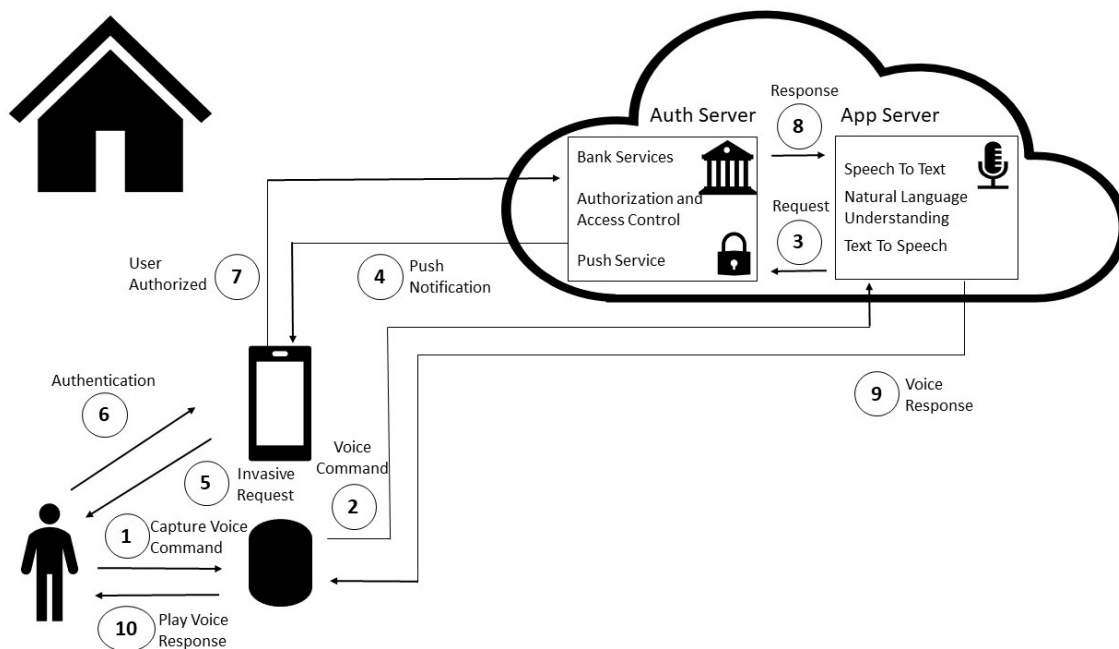 Response
Auth Server
8
App Server
Bank Services
Speech To Text
Authorization and
Access Control
Request
Natural Language
Understanding
3
Push Service
Text To Speech
User
Authorized
7
4
Push
Notification
Authentication
6
9
Voice
Response
Voice
Command
5
Invasive
Request
2
1
Capture Voice
Command
10
Play Voice
Response